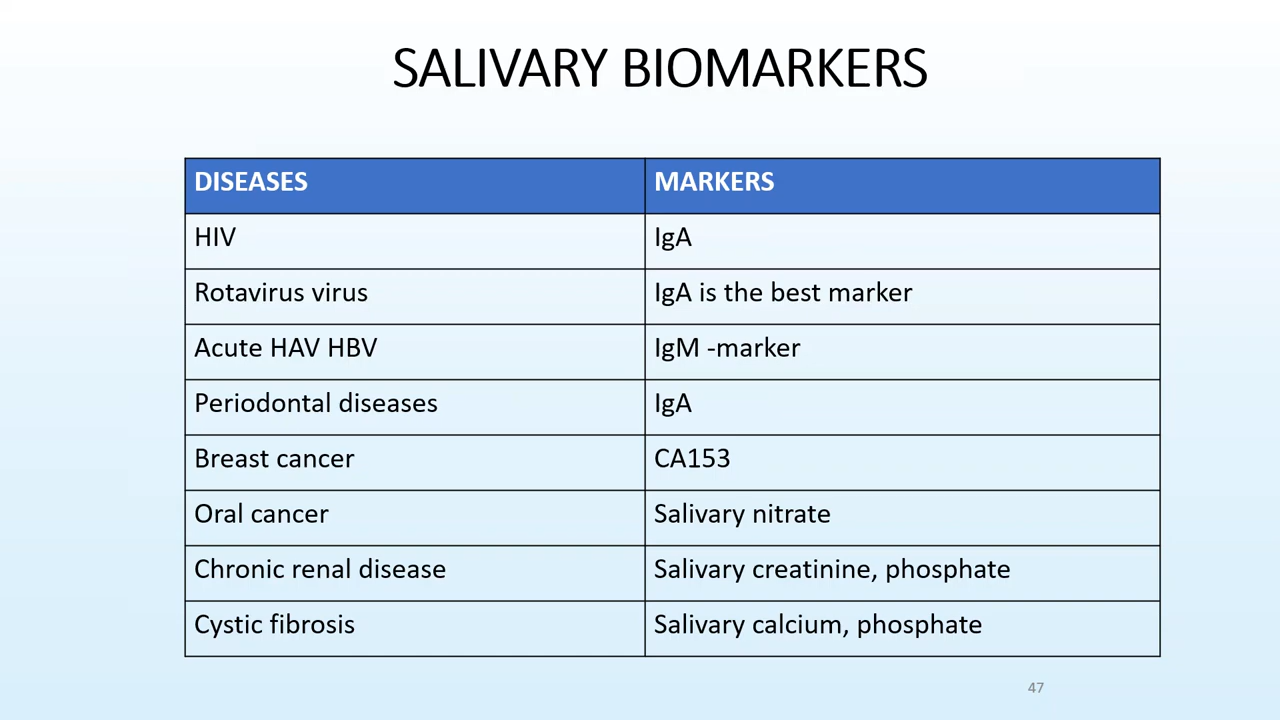 SALIVARY BIOMARKERS
DISEASES MARKERS
HIV IgA
Rotavirus virus IgA is the best marker
Acute HAV HBV IgM -marker
Periodontal diseases IgA
Breast cancer CA153
Oral cancer Salivary nitrate
Chronic renal disease Salivary creatinine, phosphate
Cystic fibrosis Salivary calcium, phosphate
47